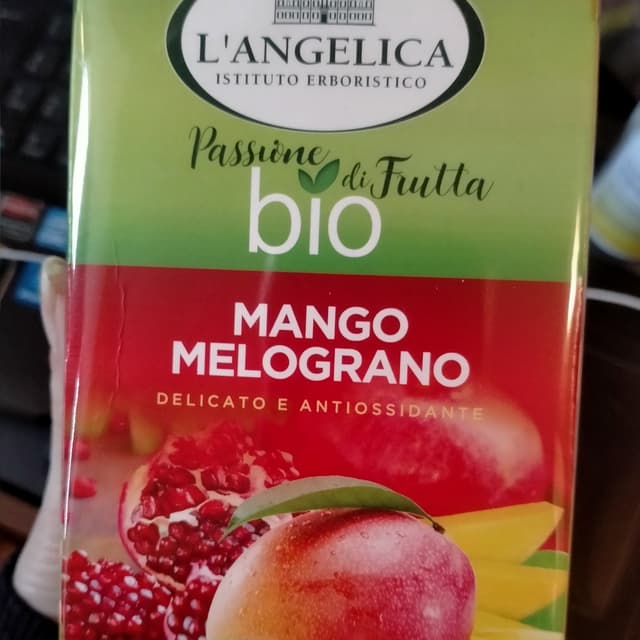 L'ANGELICA
ISTITUTO ERBORISTICO
Passione
di Frutta
bio
MANGO
MELOGRANO
DELICATO E ANTIOSSIDANTE